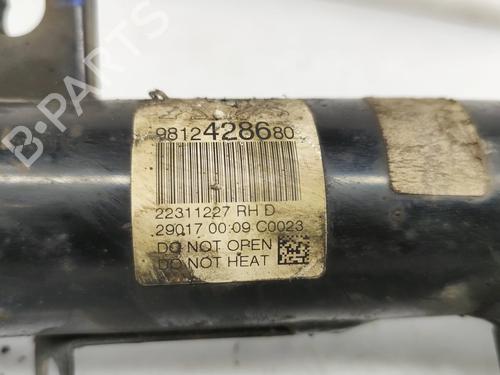 B-PARTS
9812428680
22311227 RH D
29017 00:09 C0023
DO NOT OPEN
DO NOT HEAT